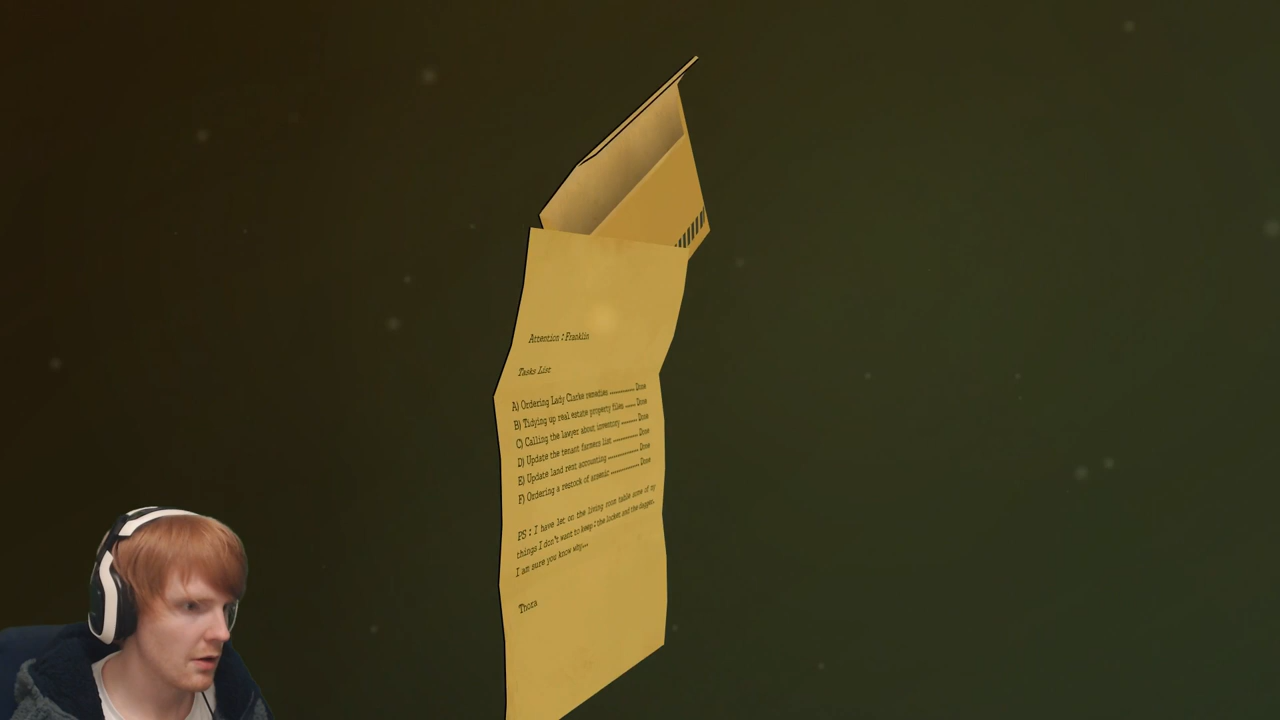 Attention : Franklin
Tasks List
A) Ordering Lady Clarke remedies ............. Done
B) Tidying up real estate property files ..... Done
C) Calling the lawyer about inventory ........ Done
D) Update the tenant farmers list ............. Done
E) Update land rent accounting ............... Done
F) Ordering a restock of arsenic .............. Done
PS : I have let on the living room table some of my
things I don't want to keep : the locket and the dagger.
I am sure you know why...
Thora